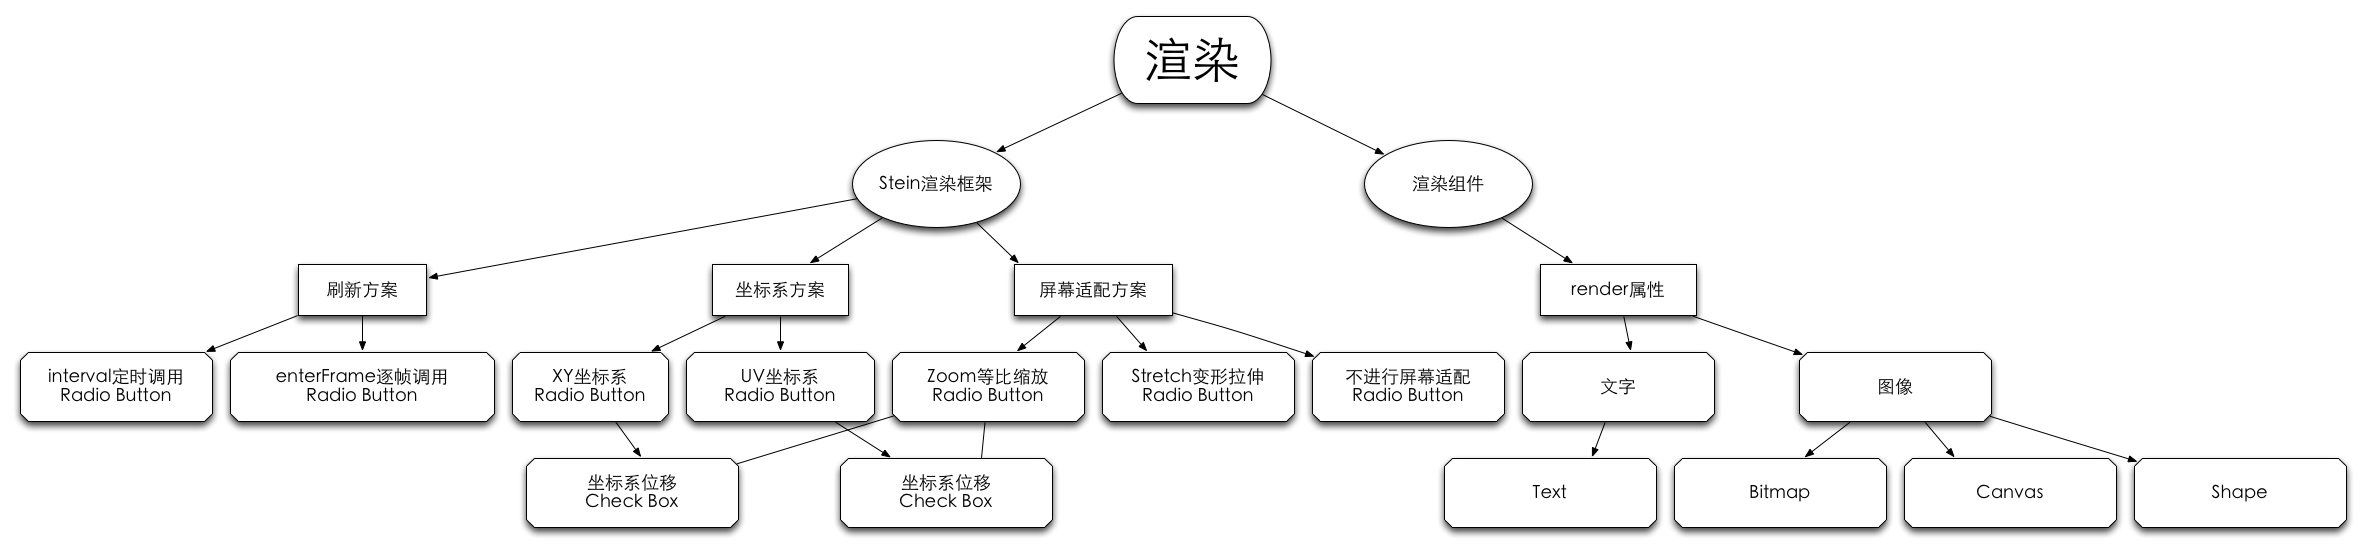 渲染
Stein渲染框架
渲染组件
刷新方案
坐标系方案
屏幕适配方案
render属性
interval定时调用
Radio Button
enterFrame逐帧调用
Radio Button
XY坐标系
Radio Button
UV坐标系
Radio Button
Zoom等比缩放
Radio Button
Stretch变形拉伸
Radio Button
不进行屏幕适配
Radio Button
文字
图像
坐标系位移
Check Box
坐标系位移
Check Box
Text
Bitmap
Canvas
Shape